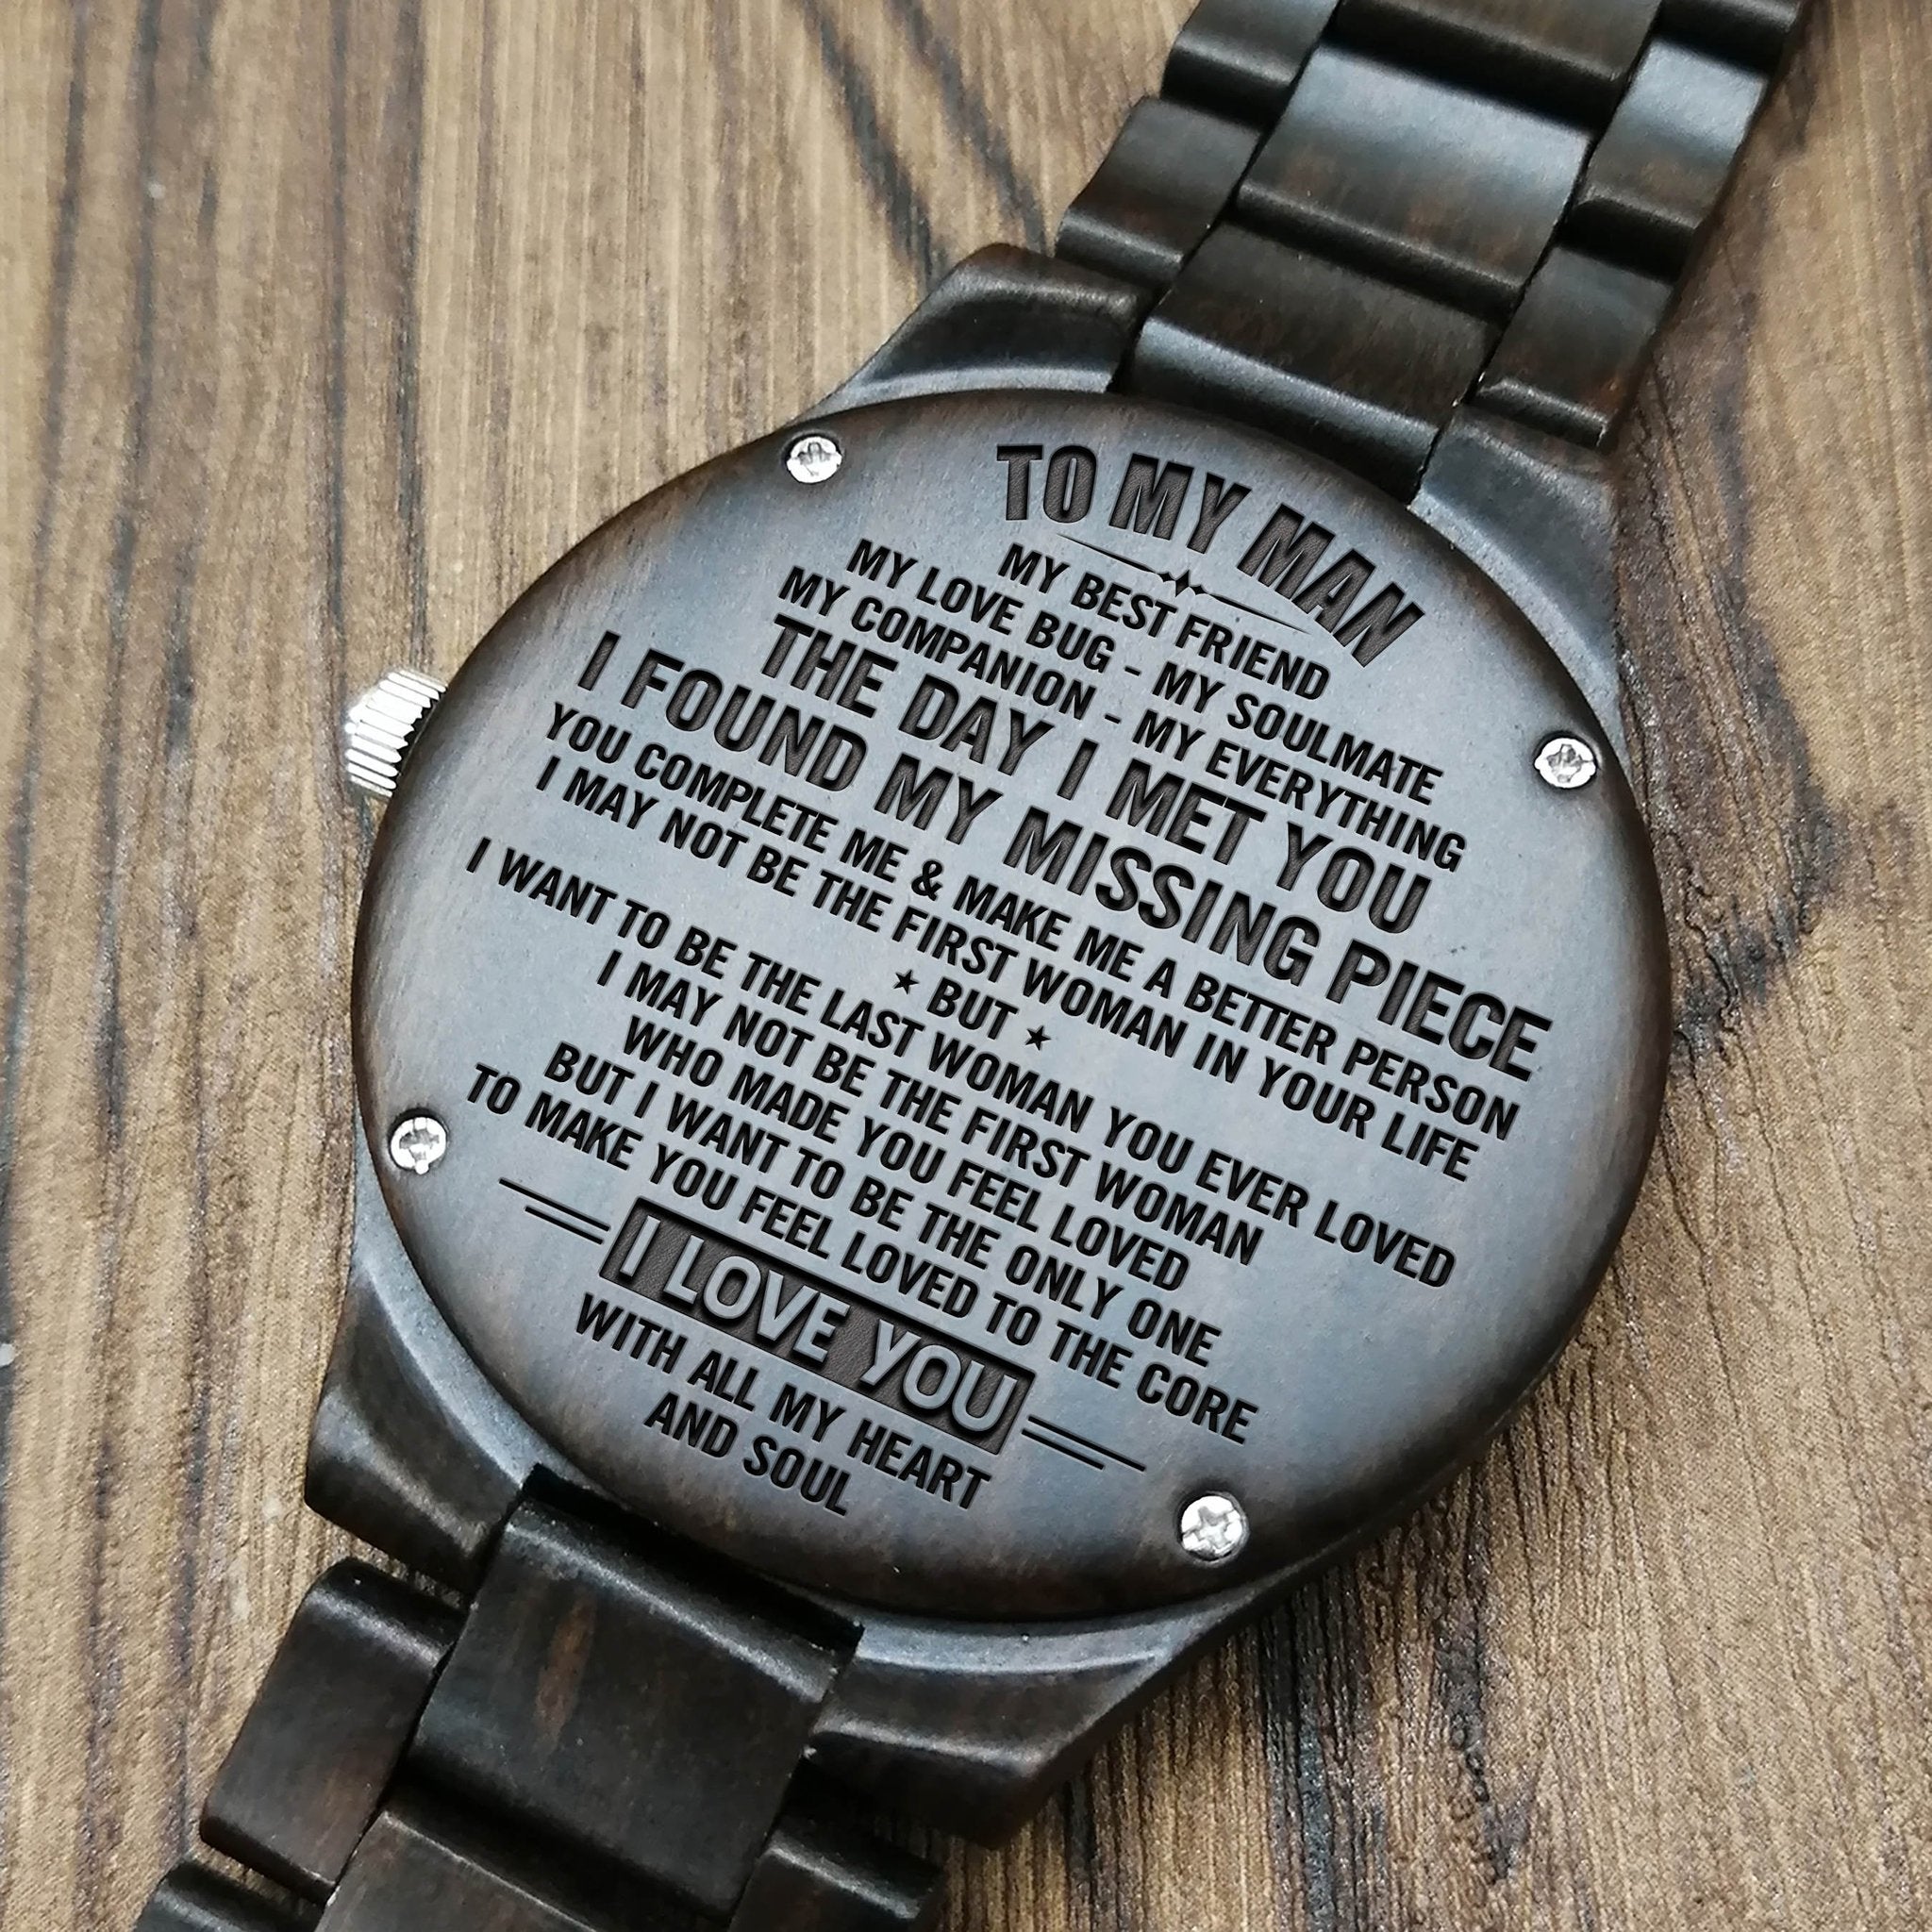 TO MY MAN
MY BEST FRIEND
MY LOVE BUG - MY SOULMATE
MY COMPANION - MY EVERYTHING
THE DAY I MET YOU
I FOUND MY MISSING PIECE
YOU COMPLETE ME & MAKE ME A BETTER PERSON
I MAY NOT BE THE FIRST WOMAN IN YOUR LIFE
★ BUT ★
I WANT TO BE THE LAST WOMAN YOU EVER LOVED
I MAY NOT BE THE FIRST WOMAN
WHO MADE YOU FEEL LOVED
BUT I WANT TO BE THE ONLY ONE
TO MAKE YOU FEEL LOVED TO THE CORE
I LOVE YOU
WITH ALL MY HEART
AND SOUL